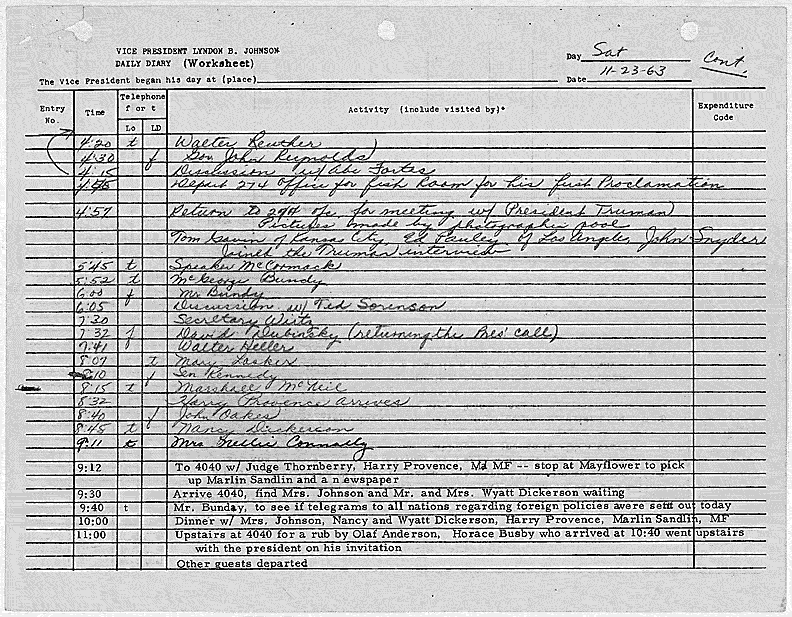 VICE PRESIDENT LYNDON B. JOHNSON
DAILY DIARY (Worksheet)
Day Sat
Cont.
The Vice President began his day at (place)
Date 11-23-63
Entry No. Time Telephone f or t Activity (include visited by)* Expenditure Code
Lo LD
4:20 t Walter Reuther
4:30 f Gov John Reynolds
4:15 Discussion w/ Abe Fortas
Depart 274 office for fish Room for his first Proclamation
4:57 Return to 274 ofc. for meeting w/ President Truman
Pictures made by photographic pool
Tom Gavin of Kansas City, Ed Pauley of Los Angeles, John Snyder
joined the Truman interview
5:45 t Speaker McCormack
5:52 t McGeorge Bundy
6:00 f Mr Bundy
6:05 Discussion w/ Ted Sorenson
7:30 Secretary Wirtz
7:32 f David Dubinsky (returning the Pres' call)
7:41 Walter Heller
8:07 t Mary Lasker
8:10 f Sen Kennedy
8:15 t Marshall McNeil
8:32 Harry Provence arrives
8:40 f John Oakes
8:45 t Nancy Dickerson
9:11 t Mrs Nellie Connally
9:12 To 4040 w/ Judge Thornberry, Harry Provence, MF -- stop at Mayflower to pick
up Marlin Sandlin and a n ewspaper
9:30 Arrive 4040, find Mrs. Johnson and Mr. and Mrs. Wyatt Dickerson waiting
9:40 t Mr. Bunday, to see if telegrams to all nations regarding foreign policies awere sent out today
10:00 Dinner w/ Mrs. Johnson, Nancy and Wyatt Dickerson, Harry Provence, Marlin Sandlin, MF
11:00 Upstairs at 4040 for a rub by Olaf Anderson, Horace Busby who arrived at 10:40 went upstairs
with the president on his invitation
Other guests departed